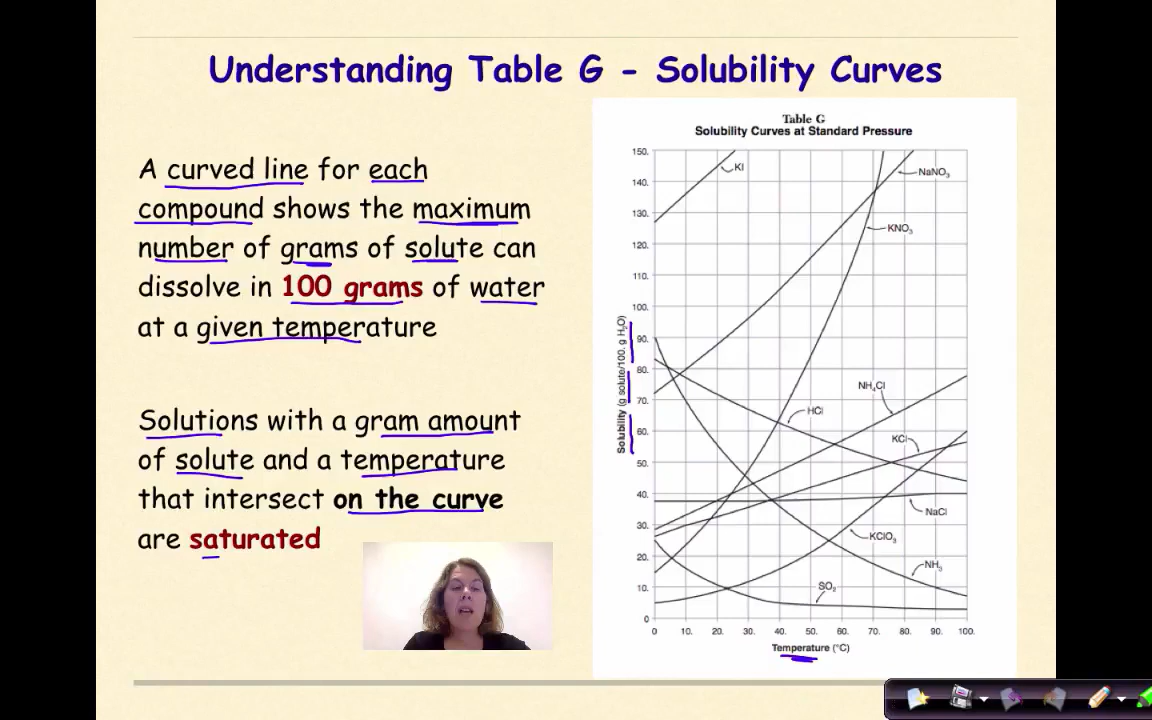 Understanding Table G - Solubility Curves
A curved line for each
compound shows the maximum
number of grams of solute can
dissolve in 100 grams of water
at a given temperature
Solutions with a gram amount
of solute and a temperature
that intersect on the curve
are saturated
Table G
Solubility Curves at Standard Pressure
Solubility (g solute/100. g H₂O)
150.
140.
130.
120.
110.
100.
90.
80.
70.
60.
50.
40.
30.
20.
10.
0
KI
NaNO₃
KNO₃
NH₄Cl
HCl
KCl
NaCl
KClO₃
NH₃
SO₂
0 10. 20. 30. 40. 50. 60. 70. 80. 90. 100.
Temperature (°C)